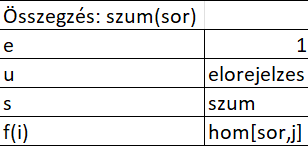 Összegzés: szum(sor)
e 1
u elorejelzes
s szum
f(i) hom[sor,j]